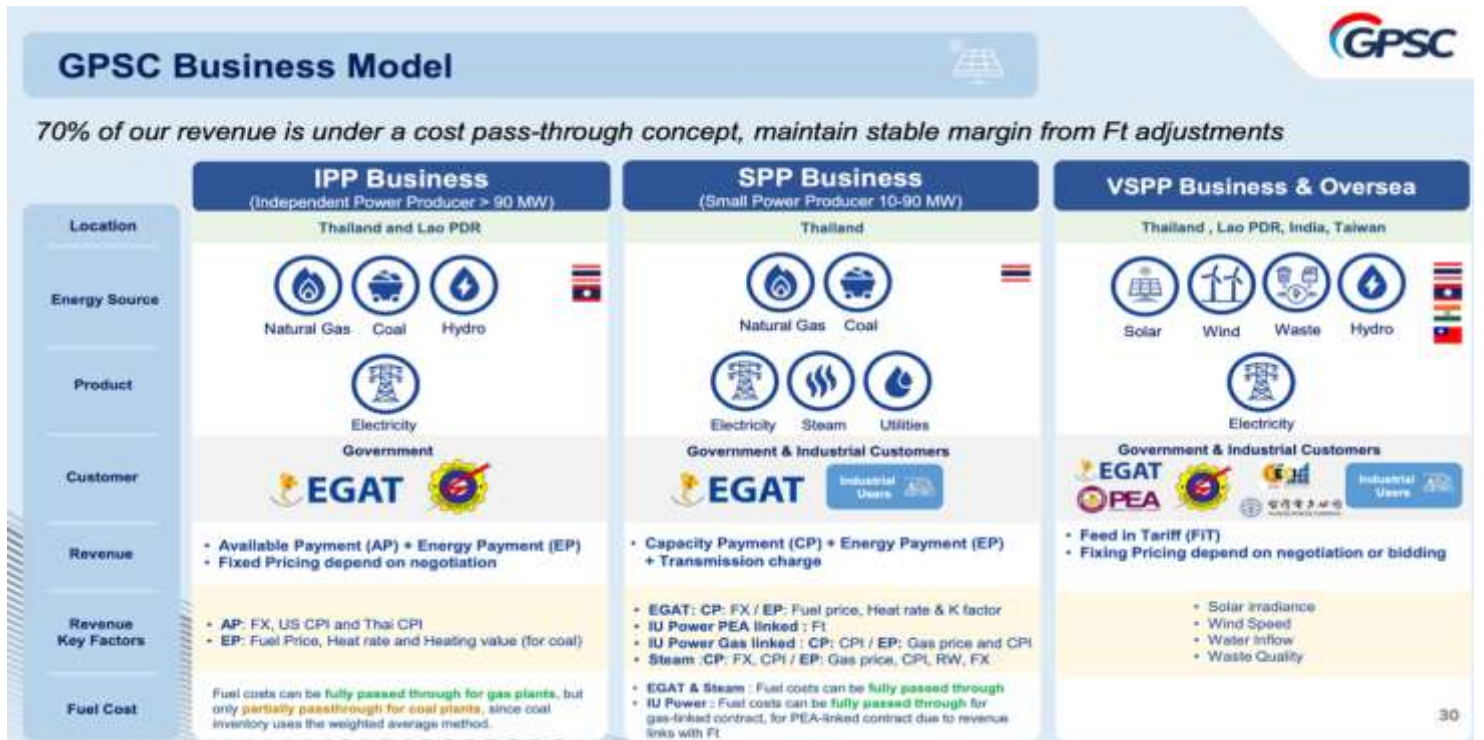 GPSC
GPSC Business Model
70% of our revenue is under a cost pass-through concept, maintain stable margin from Ft adjustments
IPP Business
(Independent Power Producer > 90 MW)
SPP Business
(Small Power Producer 10-90 MW)
VSPP Business & Oversea
Location
Thailand and Lao PDR
Thailand
Thailand , Lao PDR, India, Taiwan
Energy Source
Natural Gas Coal Hydro
Natural Gas Coal
Solar Wind Waste Hydro
Product
Electricity
Electricity Steam Utilities
Electricity
Customer
Government
EGAT
Government & Industrial Customers
EGAT
Industrial
Users
Government & Industrial Customers
EGAT
PEA
Industrial
Users
Revenue
• Available Payment (AP) + Energy Payment (EP)
• Fixed Pricing depend on negotiation
• Capacity Payment (CP) + Energy Payment (EP)
+ Transmission charge
• Feed in Tariff (FiT)
• Fixing Pricing depend on negotiation or bidding
Revenue
Key Factors
• AP: FX, US CPI and Thai CPI
• EP: Fuel Price, Heat rate and Heating value (for coal)
• EGAT: CP: FX / EP: Fuel price, Heat rate & K factor
• IU Power PEA linked : Ft
• IU Power Gas linked : CP: CPI / EP: Gas price and CPI
• Steam :CP: FX, CPI / EP: Gas price, CPI, RW, FX
• Solar irradiance
• Wind Speed
• Water Inflow
• Waste Quality
Fuel Cost
Fuel costs can be fully passed through for gas plants, but
only partially passthrough for coal plants, since coal
inventory uses the weighted average method.
• EGAT & Steam : Fuel costs can be fully passed through
• IU Power : Fuel costs can be fully passed through for
gas-linked contract, for PEA-linked contract due to revenue
links with Ft
30